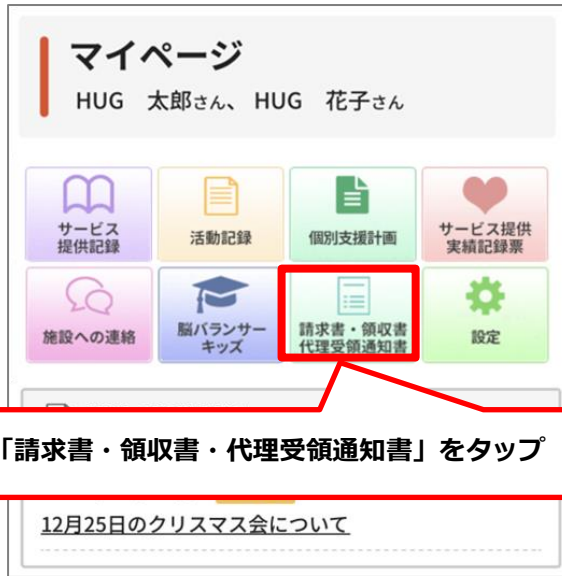 マイページ
HUG 太郎さん、HUG 花子さん
サービス
提供記録
活動記録
個別支援計画
サービス提供
実績記録票
施設への連絡
脳バランサー
キッズ
請求書・領収書
代理受領通知書
設定
「請求書・領収書・代理受領通知書」をタップ
12月25日のクリスマス会について